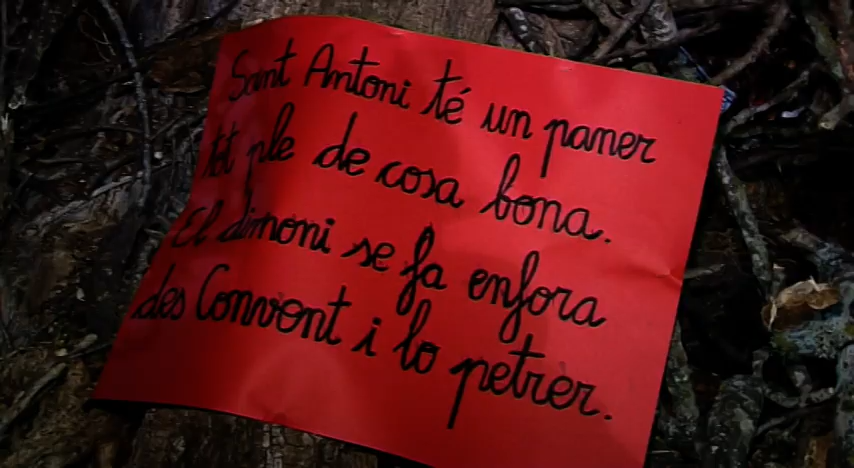 Sant Antoni té un paner
tot ple de cosa bona.
El dimoni se fa enfora
des Convent i lo petrer.